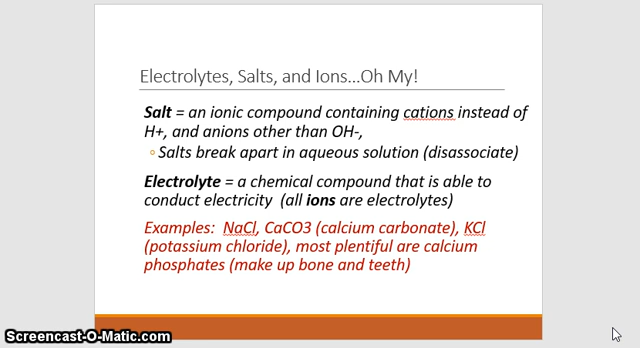 Electrolytes, Salts, and Ions...Oh My!
Salt = an ionic compound containing cations instead of
H+, and anions other than OH-,
◦ Salts break apart in aqueous solution (disassociate)
Electrolyte = a chemical compound that is able to
conduct electricity (all ions are electrolytes)
Examples: NaCl, CaCO3 (calcium carbonate), KCl
(potassium chloride), most plentiful are calcium
phosphates (make up bone and teeth)
Screencast-O-Matic.com